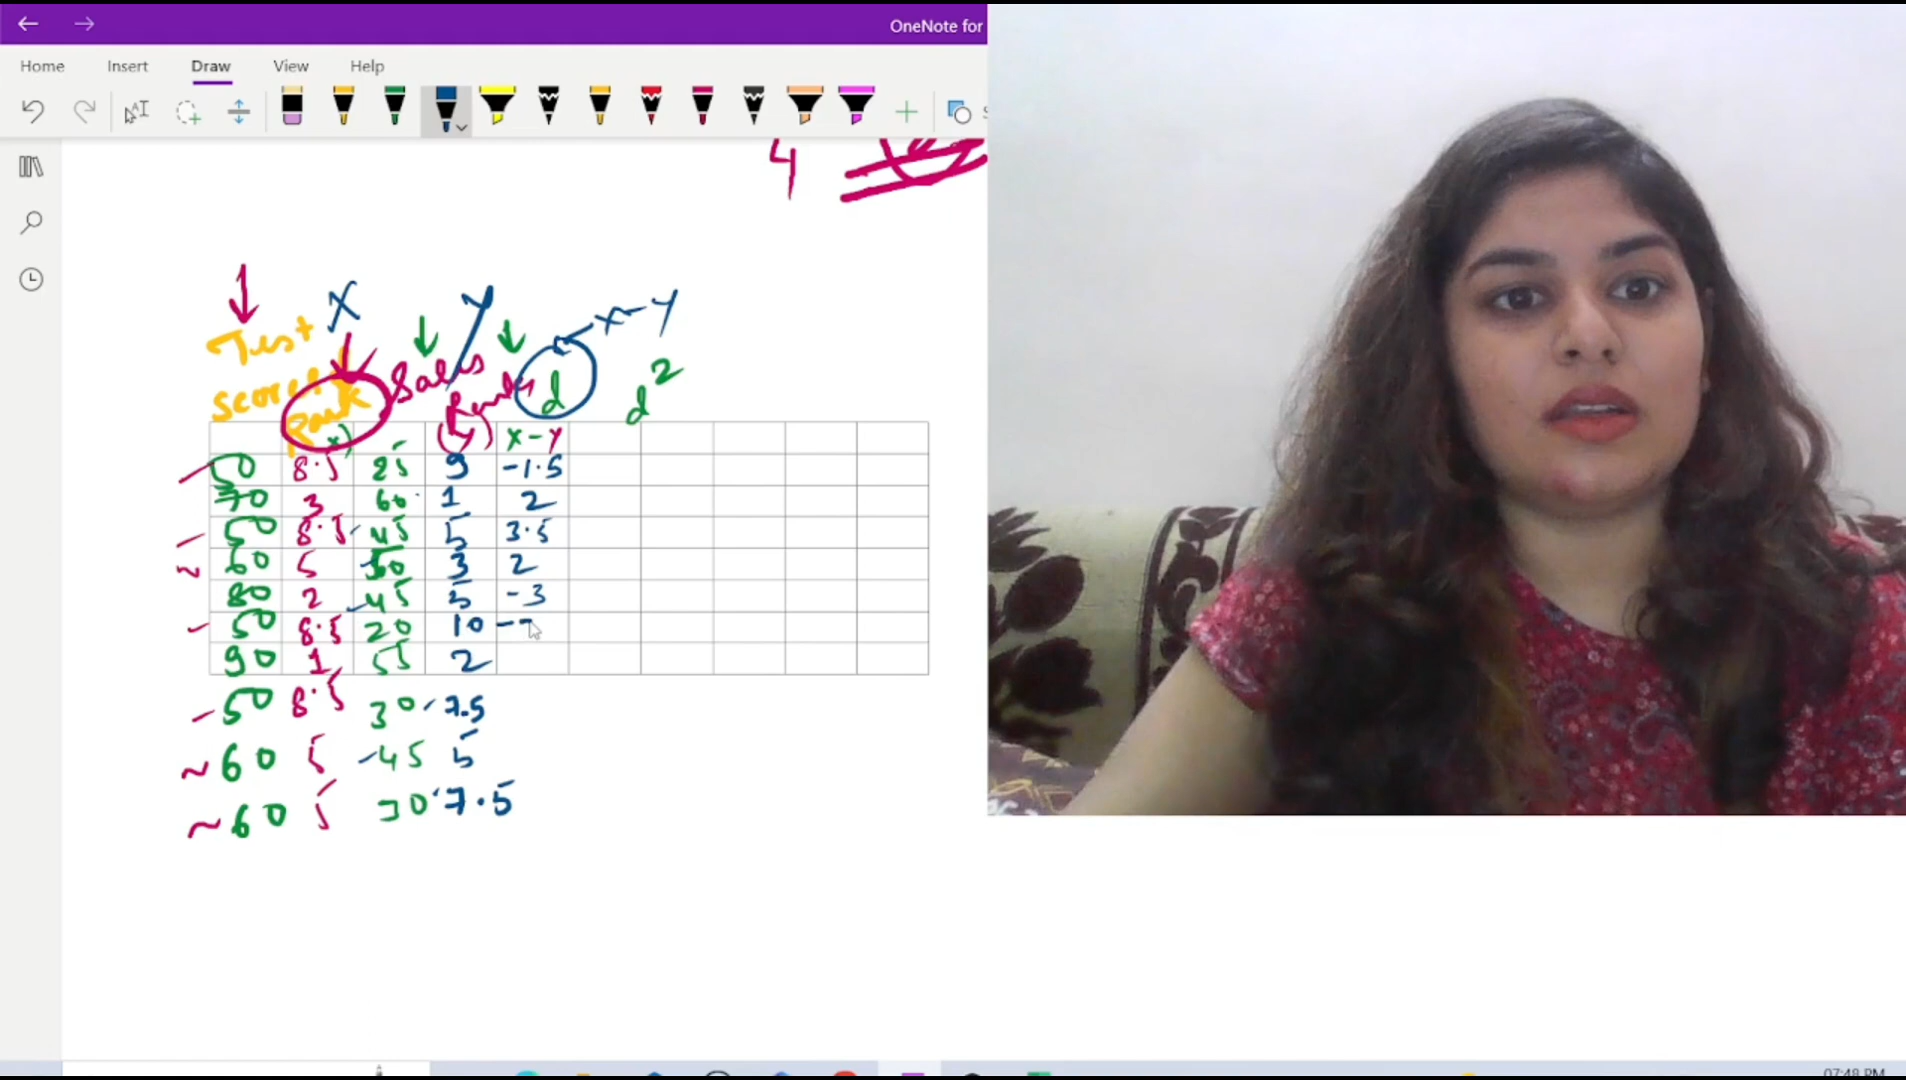 OneNote for
Home Insert Draw View Help
4
X Y X-Y
Test
score Rank Sales Rank d d²
x) (y) x-y
50 8.5 25 9 -1.5
70 3 60 1 2
50 8.5 45 5 3.5
60 5 50 3 2
80 2 45 5 -3
50 8.5 20 10 -
90 1 55 2
50 8.5 30 7.5
60 5 45 5
60 5 30 7.5
07:48 PM